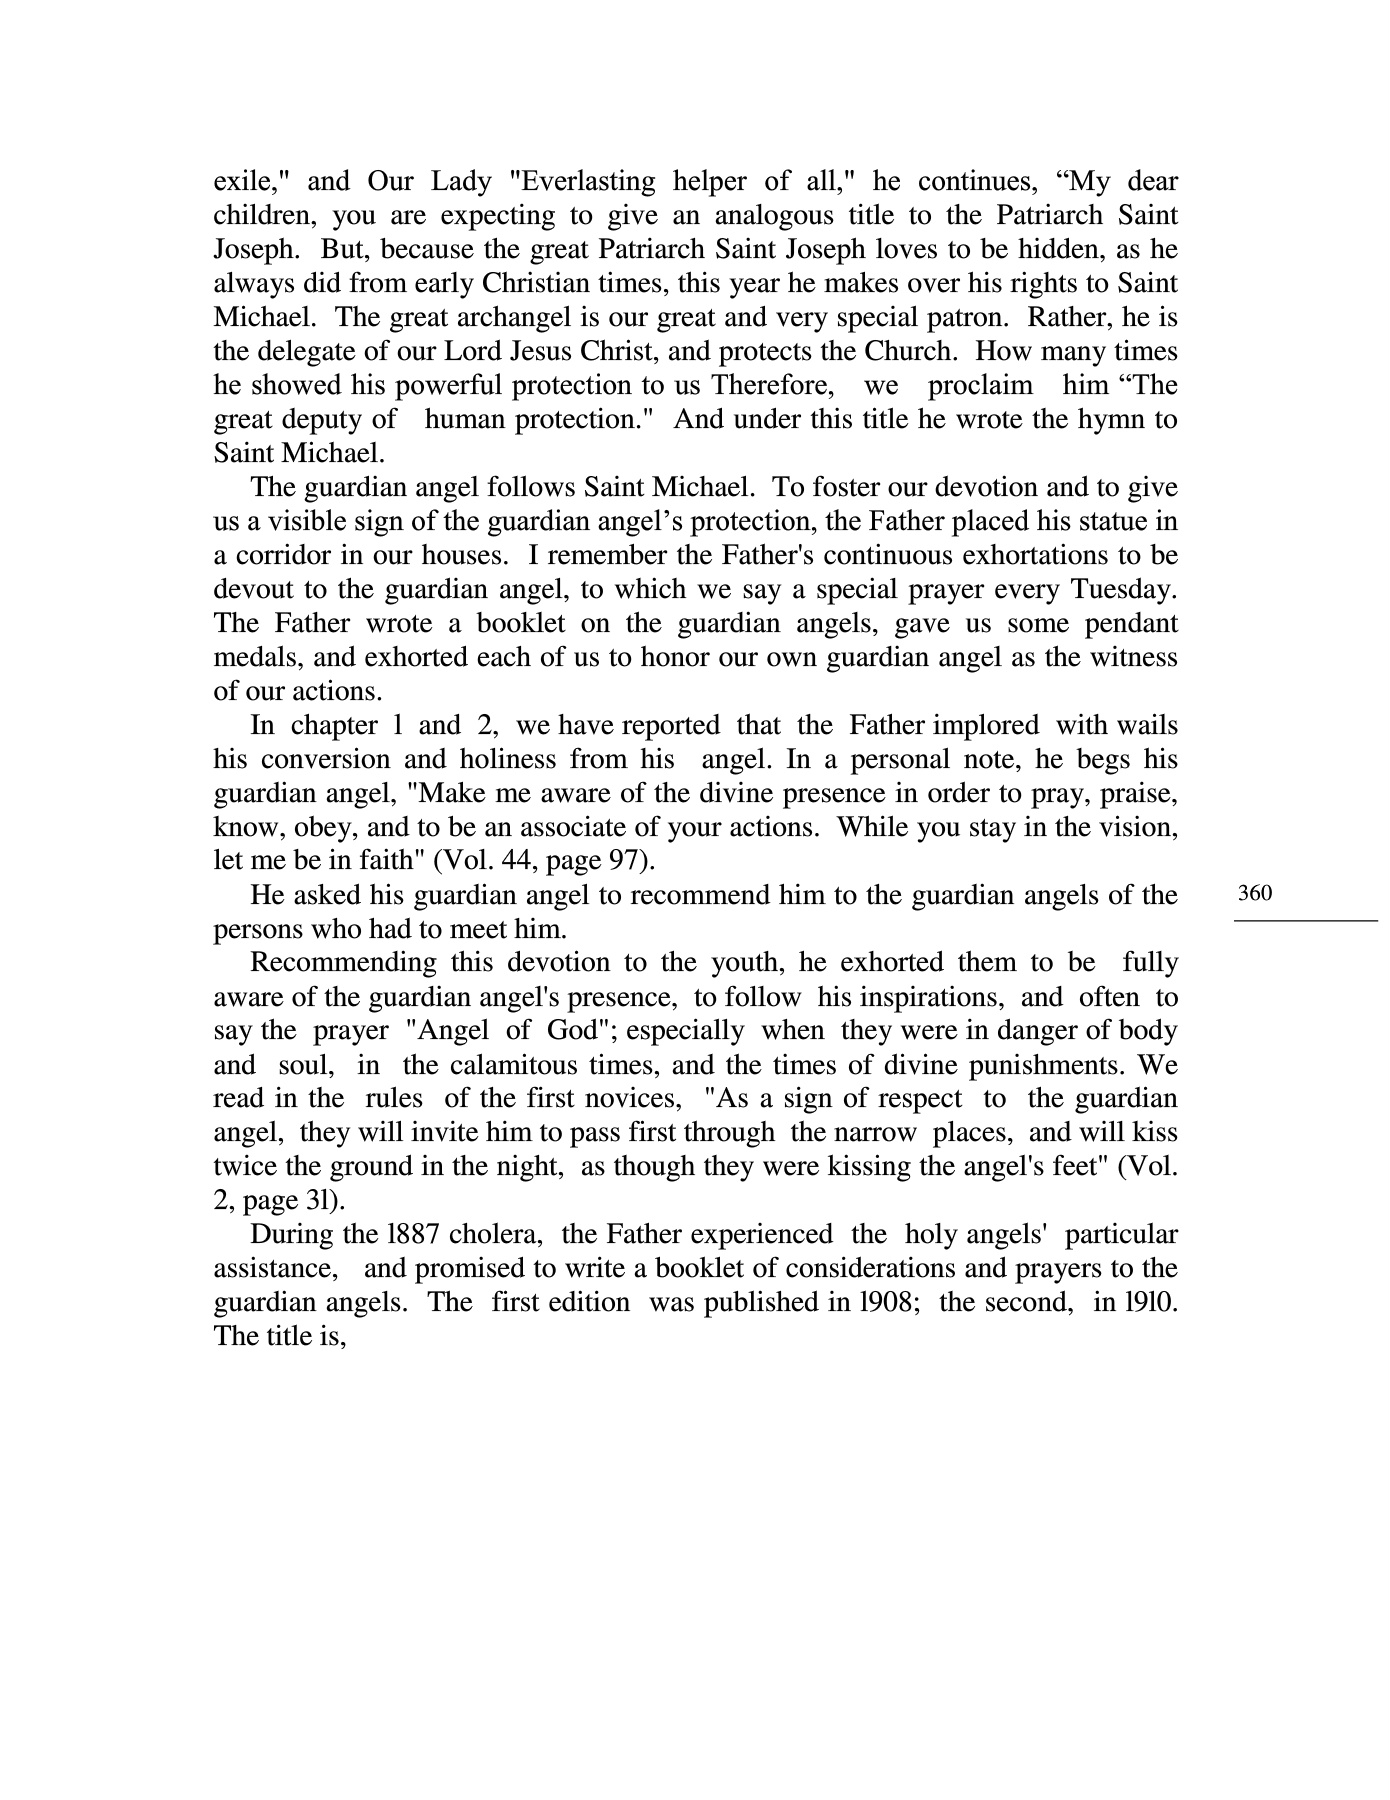 exile," and Our Lady "Everlasting helper of all," he continues, “My dear
children, you are expecting to give an analogous title to the Patriarch Saint
Joseph. But, because the great Patriarch Saint Joseph loves to be hidden, as he
always did from early Christian times, this year he makes over his rights to Saint
Michael. The great archangel is our great and very special patron. Rather, he is
the delegate of our Lord Jesus Christ, and protects the Church. How many times
he showed his powerful protection to us Therefore, we proclaim him “The
great deputy of human protection." And under this title he wrote the hymn to
Saint Michael.
The guardian angel follows Saint Michael. To foster our devotion and to give
us a visible sign of the guardian angel’s protection, the Father placed his statue in
a corridor in our houses. I remember the Father's continuous exhortations to be
devout to the guardian angel, to which we say a special prayer every Tuesday.
The Father wrote a booklet on the guardian angels, gave us some pendant
medals, and exhorted each of us to honor our own guardian angel as the witness
of our actions.
In chapter l and 2, we have reported that the Father implored with wails
his conversion and holiness from his angel. In a personal note, he begs his
guardian angel, "Make me aware of the divine presence in order to pray, praise,
know, obey, and to be an associate of your actions. While you stay in the vision,
let me be in faith" (Vol. 44, page 97).
He asked his guardian angel to recommend him to the guardian angels of the
persons who had to meet him.
Recommending this devotion to the youth, he exhorted them to be fully
aware of the guardian angel's presence, to follow his inspirations, and often to
say the prayer "Angel of God"; especially when they were in danger of body
and soul, in the calamitous times, and the times of divine punishments. We
read in the rules of the first novices, "As a sign of respect to the guardian
angel, they will invite him to pass first through the narrow places, and will kiss
twice the ground in the night, as though they were kissing the angel's feet" (Vol.
2, page 3l).
During the l887 cholera, the Father experienced the holy angels' particular
assistance, and promised to write a booklet of considerations and prayers to the
guardian angels. The first edition was published in 1908; the second, in l9l0.
The title is,
360